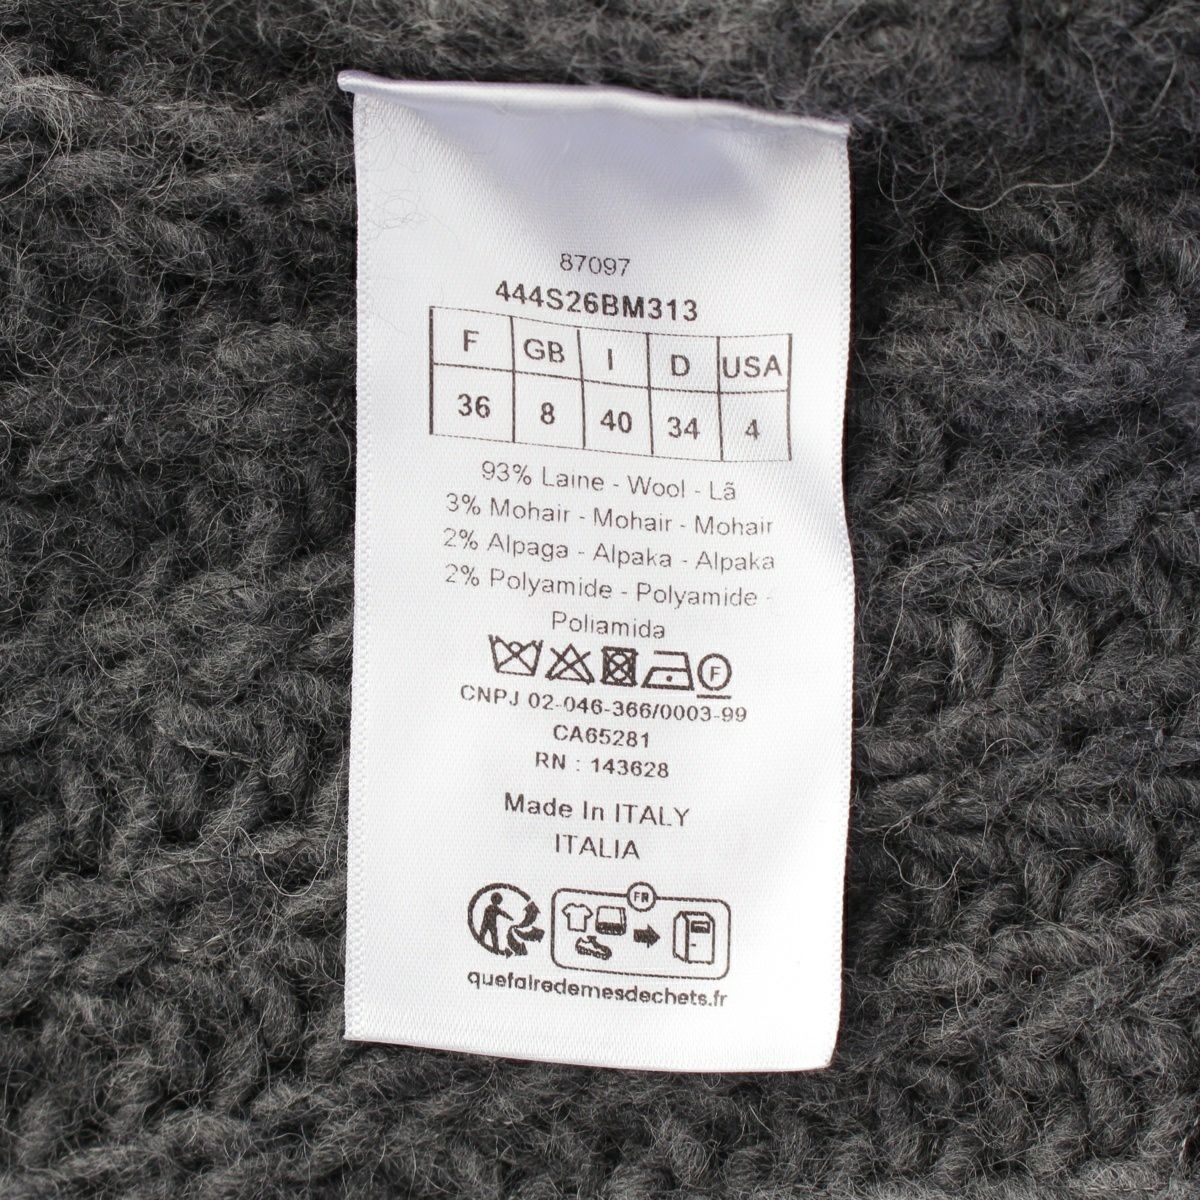 87097
444S26BM313
F GB I D USA
36 8 40 34 4
93% Laine - Wool - Lã
3% Mohair - Mohair - Mohair
2% Alpaga - Alpaka - Alpaka
2% Polyamide - Polyamide -
Poliamida
F
CNPJ 02-046-366/0003-99
CA65281
RN : 143628
Made In ITALY
ITALIA
FR
quefairedemesdechets.fr